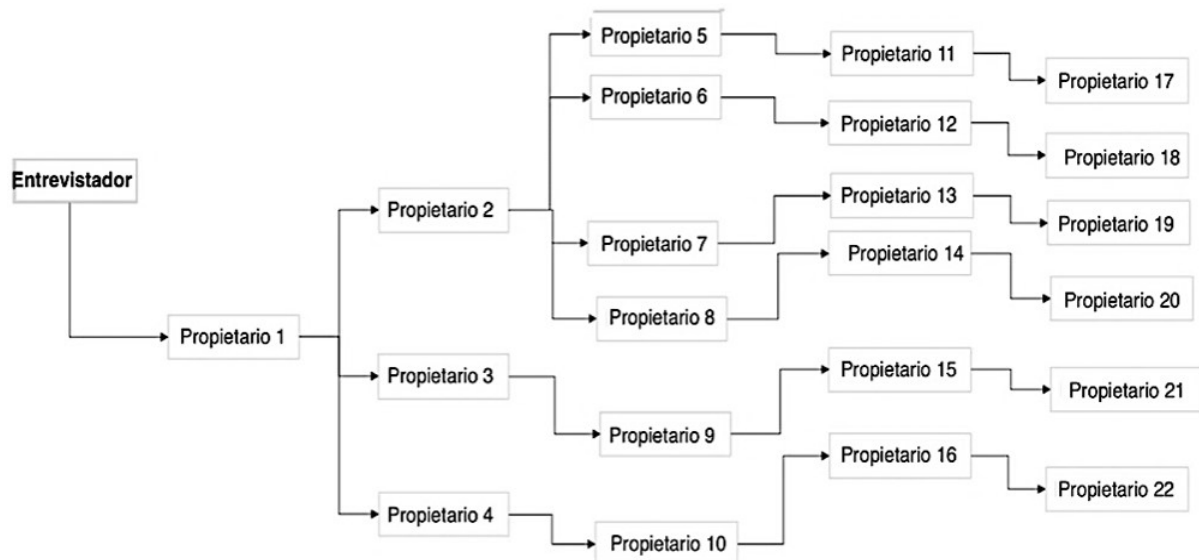 Entrevistador
Propietario 1
Propietario 2
Propietario 3
Propietario 4
Propietario 5
Propietario 6
Propietario 7
Propietario 8
Propietario 9
Propietario 10
Propietario 11
Propietario 12
Propietario 13
Propietario 14
Propietario 15
Propietario 16
Propietario 17
Propietario 18
Propietario 19
Propietario 20
Propietario 21
Propietario 22